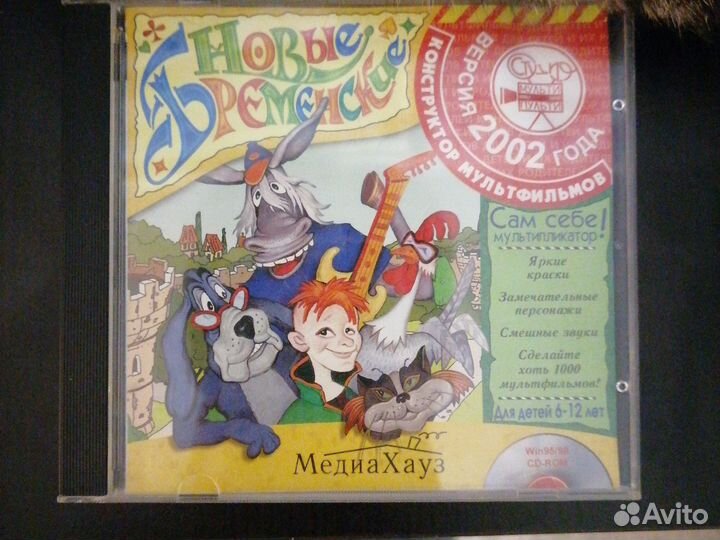 Новые
Бременские
КОНСТРУКТОР МУЛЬТФИЛЬМОВ
ВЕРСИЯ 2002 ГОДА
МУЛЬТИ
ПУЛЬТИ
Сам себе
мультипликатор!
Яркие
краски
Замечательные
персонажи
Смешные звуки
Сделайте
хоть 1000
мультфильмов!
Для детей 6-12 лет
МедиаХауз
Win95/98
CD-ROM
Avito